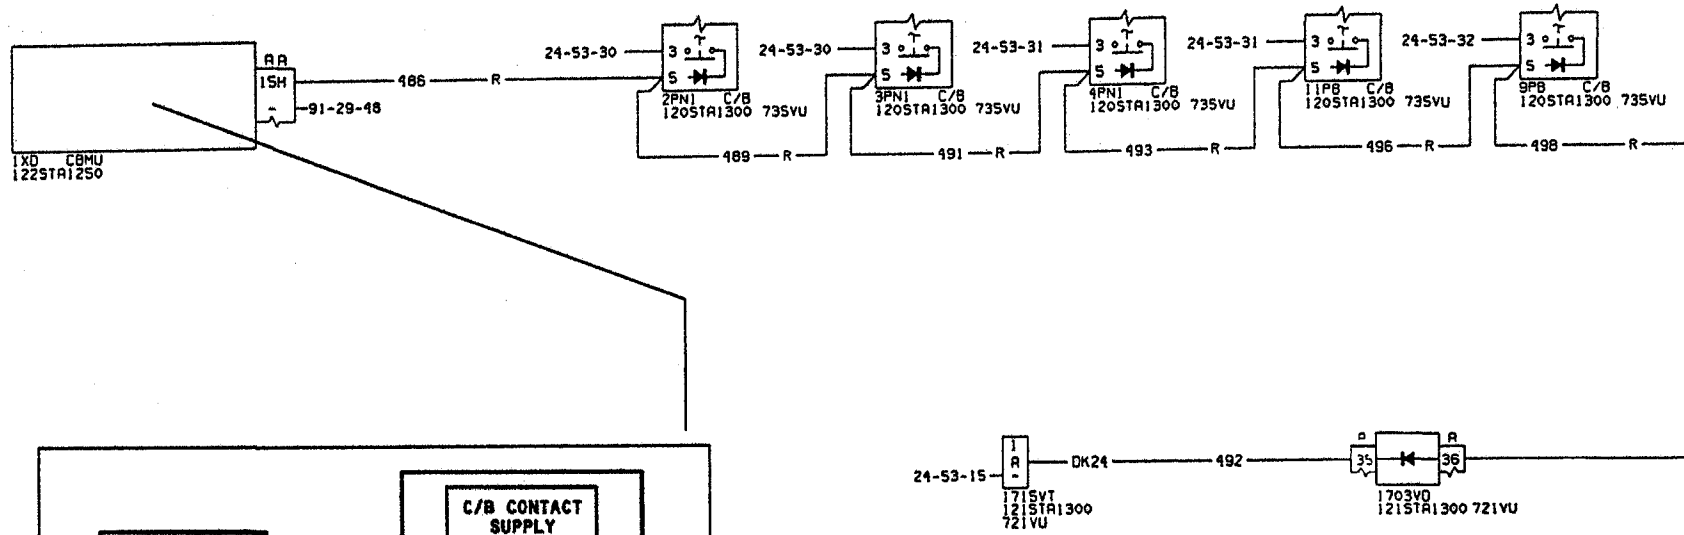 24-53-30
3
5
2PN1 C/B
120STA1300 735VU
24-53-30
3
5
3PN1 C/B
120STA1300 735VU
24-53-31
3
5
4PN1 C/B
120STA1300 735VU
24-53-31
3
5
11PB C/B
120STA1300 735VU
24-53-32
3
5
9PB C/B
120STA1300 735VU
AA
15H
486 R
91-29-48
1XD CBMU
122STA1250
489 R
491 R
493 R
496 R
498 R
24-53-15
1
A
DK24
492
1715VT
121STA1300
721VU
35
A
36
1703VD
121STA1300 721VU
C/B CONTACT
SUPPLY